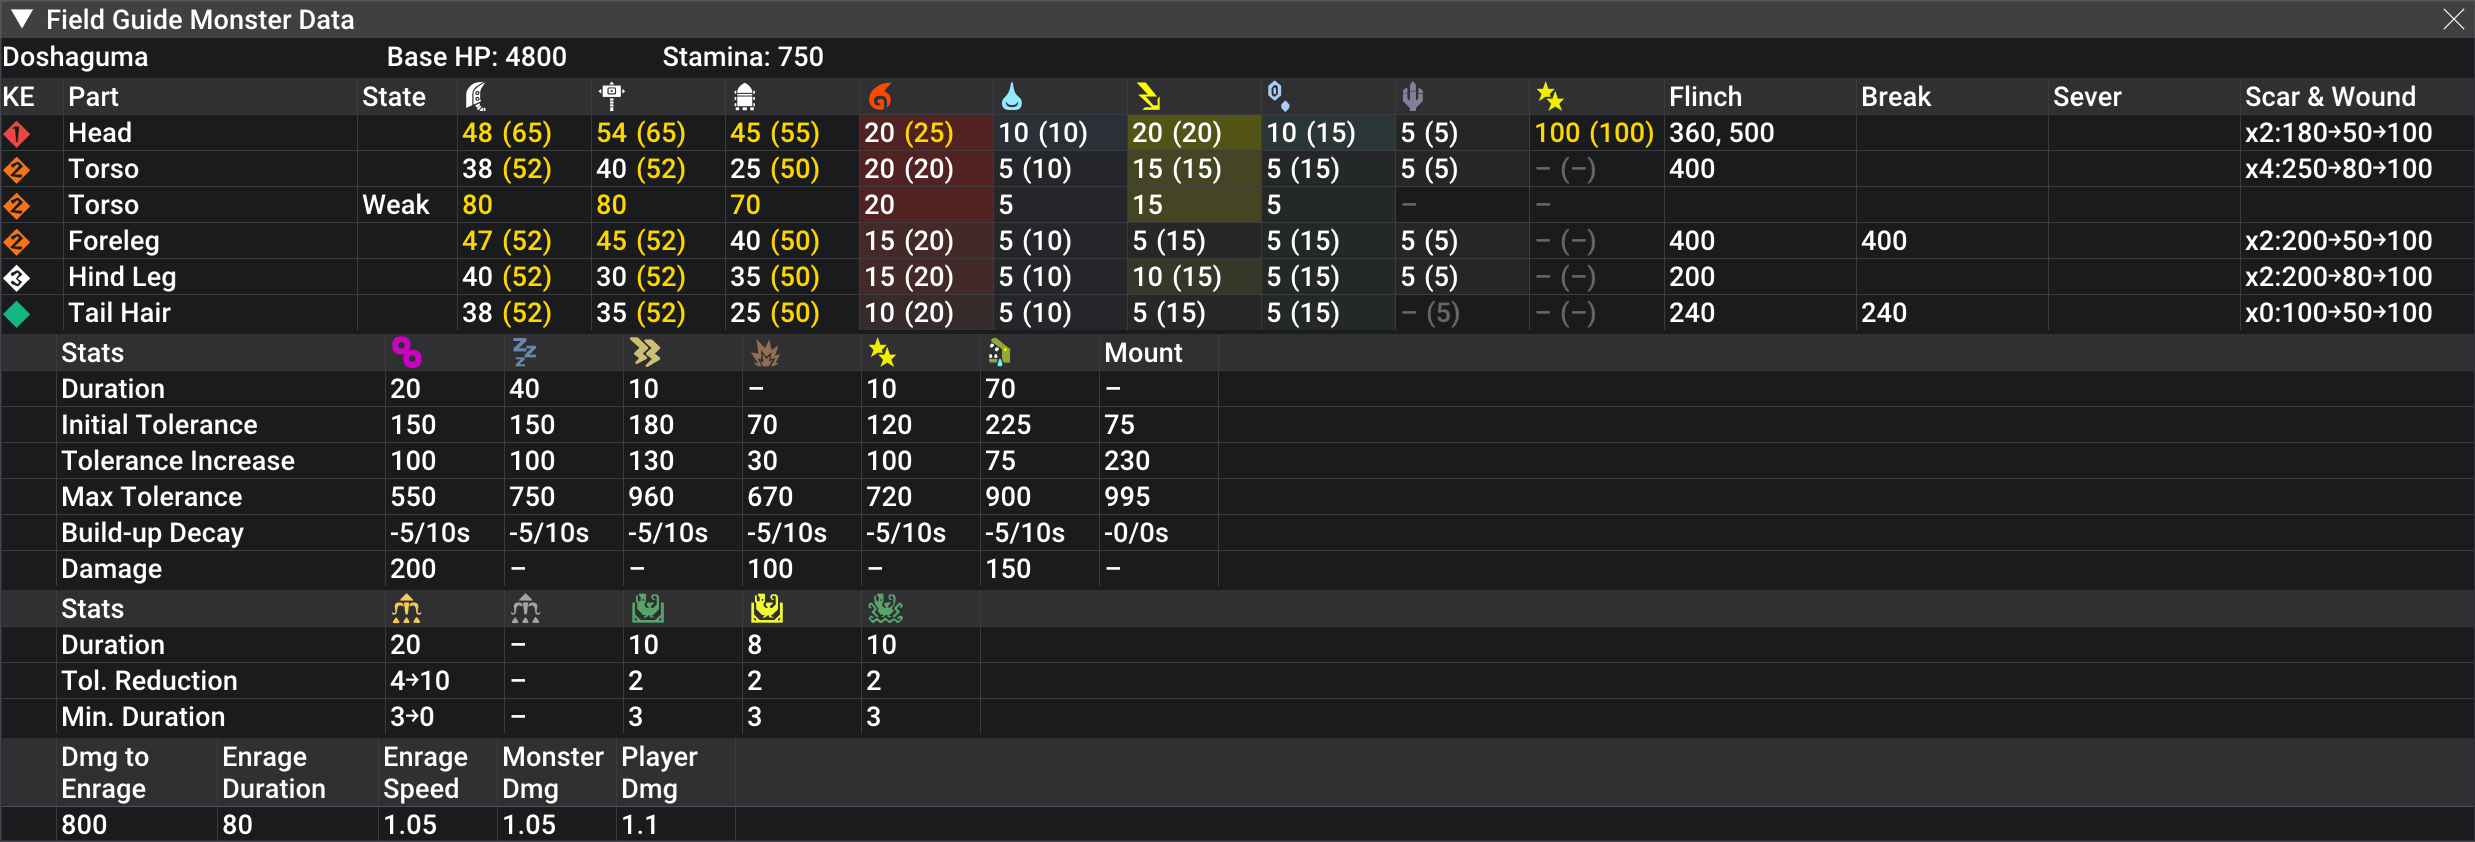 Field Guide Monster Data
Doshaguma Base HP: 4800 Stamina: 750
KE Part State Flinch Break Sever Scar & Wound
1 Head 48 (65) 54 (65) 45 (55) 20 (25) 10 (10) 20 (20) 10 (15) 5 (5) 100 (100) 360, 500 x2:180→50→100
2 Torso 38 (52) 40 (52) 25 (50) 20 (20) 5 (10) 15 (15) 5 (15) 5 (5) – (–) 400 x4:250→80→100
2 Torso Weak 80 80 70 20 5 15 5 – –
2 Foreleg 47 (52) 45 (52) 40 (50) 15 (20) 5 (10) 5 (15) 5 (15) 5 (5) – (–) 400 400 x2:200→50→100
3 Hind Leg 40 (52) 30 (52) 35 (50) 15 (20) 5 (10) 10 (15) 5 (15) 5 (5) – (–) 200 x2:200→80→100
Tail Hair 38 (52) 35 (52) 25 (50) 10 (20) 5 (10) 5 (15) 5 (15) – (5) – (–) 240 240 x0:100→50→100
Stats Mount
Duration 20 40 10 – 10 70 –
Initial Tolerance 150 150 180 70 120 225 75
Tolerance Increase 100 100 130 30 100 75 230
Max Tolerance 550 750 960 670 720 900 995
Build-up Decay -5/10s -5/10s -5/10s -5/10s -5/10s -5/10s -0/0s
Damage 200 – – 100 – 150 –
Stats
Duration 20 – 10 8 10
Tol. Reduction 4→10 – 2 2 2
Min. Duration 3→0 – 3 3 3
Dmg to Enrage Enrage Monster Player
Enrage Duration Speed Dmg Dmg
800 80 1.05 1.05 1.1